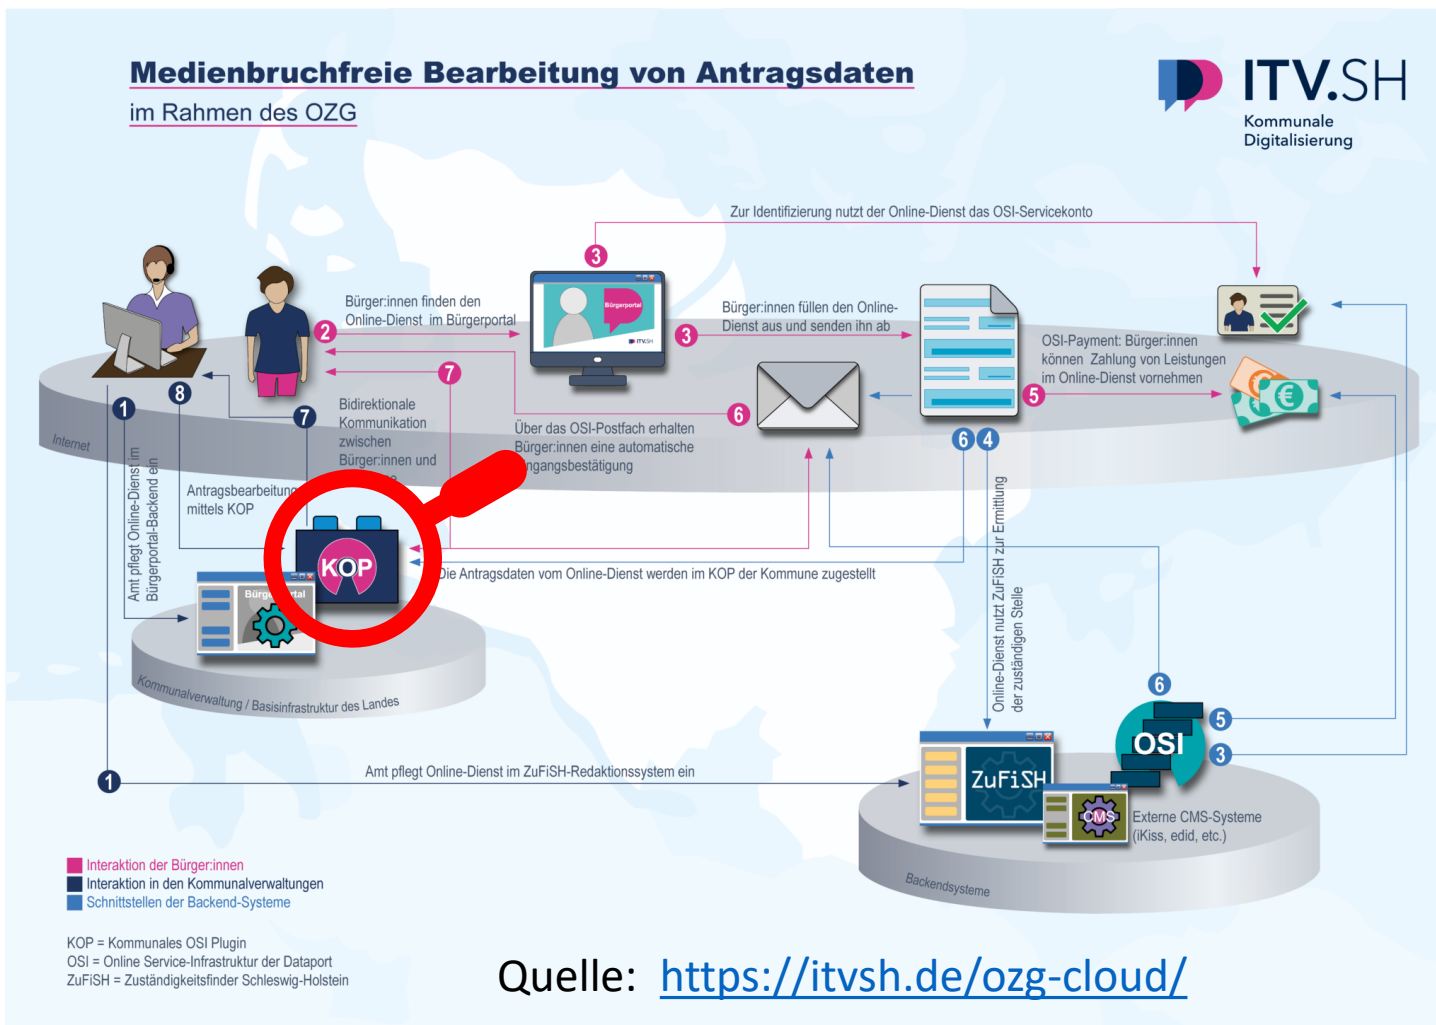 Medienbruchfreie Bearbeitung von Antragsdaten
im Rahmen des OZG
ITV.SH
Kommunale
Digitalisierung
Zur Identifizierung nutzt der Online-Dienst das OSI-Servicekonto
3
Bürger:innen finden den
Online-Dienst im Bürgerportal
2
Bürgerportal
ITV.SH
Bürger:innen füllen den Online-
Dienst aus und senden ihn ab
3
OSI-Payment: Bürger:innen
können Zahlung von Leistungen
im Online-Dienst vornehmen
5
€
€
1
8
7
7
6
6
4
Bidirektionale
Kommunikation
zwischen
Bürger:innen und
Über das OSI-Postfach erhalten
Bürger:innen eine automatische
ingangsbestätigung
Internet
Amt pflegt Online-Dienst im
Bürgerportal-Backend ein
Antragsbearbeitung
mittels KOP
KOP
Bürger tal
Die Antragsdaten vom Online-Dienst werden im KOP der Kommune zugestellt
Online-Dienst nutzt ZuFiSH zur Ermittlung
der zuständigen Stelle
Kommunalverwaltung / Basisinfrastruktur des Landes
6
5
3
OSI
ZuFiSH
CMS
Externe CMS-Systeme
(iKiss, edid, etc.)
Backendsysteme
1
Amt pflegt Online-Dienst im ZuFiSH-Redaktionssystem ein
Interaktion der Bürger:innen
Interaktion in den Kommunalverwaltungen
Schnittstellen der Backend-Systeme
KOP = Kommunales OSI Plugin
OSI = Online Service-Infrastruktur der Dataport
ZuFiSH = Zuständigkeitsfinder Schleswig-Holstein
Quelle: https://itvsh.de/ozg-cloud/